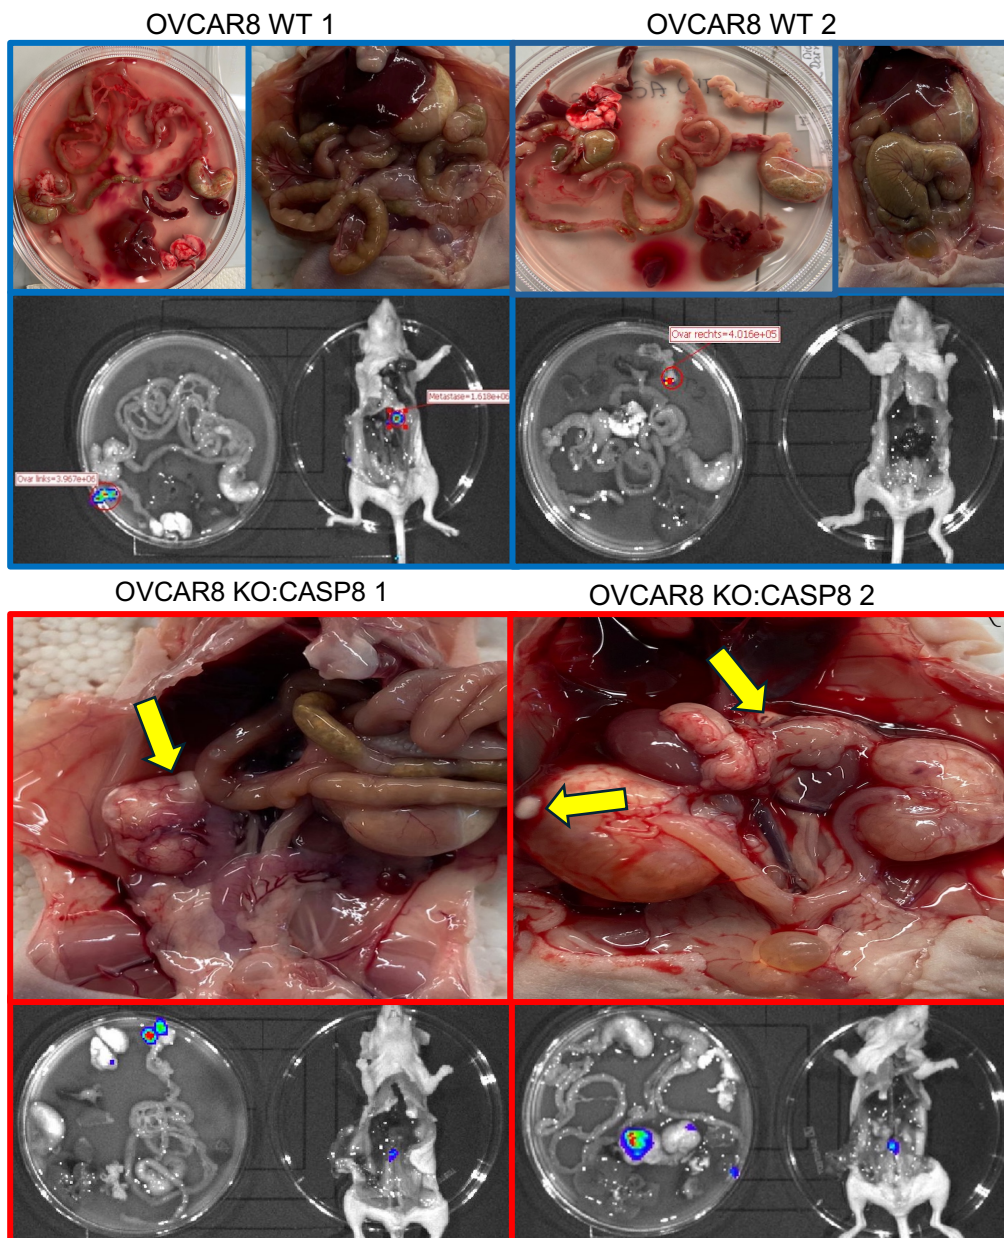 OVCAR8 WT 1
OVCAR8 WT 2
Ovar rechts=4.016e+05
Metastase=1.618e+06
Ovar links=3.967e+06
OVCAR8 KO:CASP8 1
OVCAR8 KO:CASP8 2